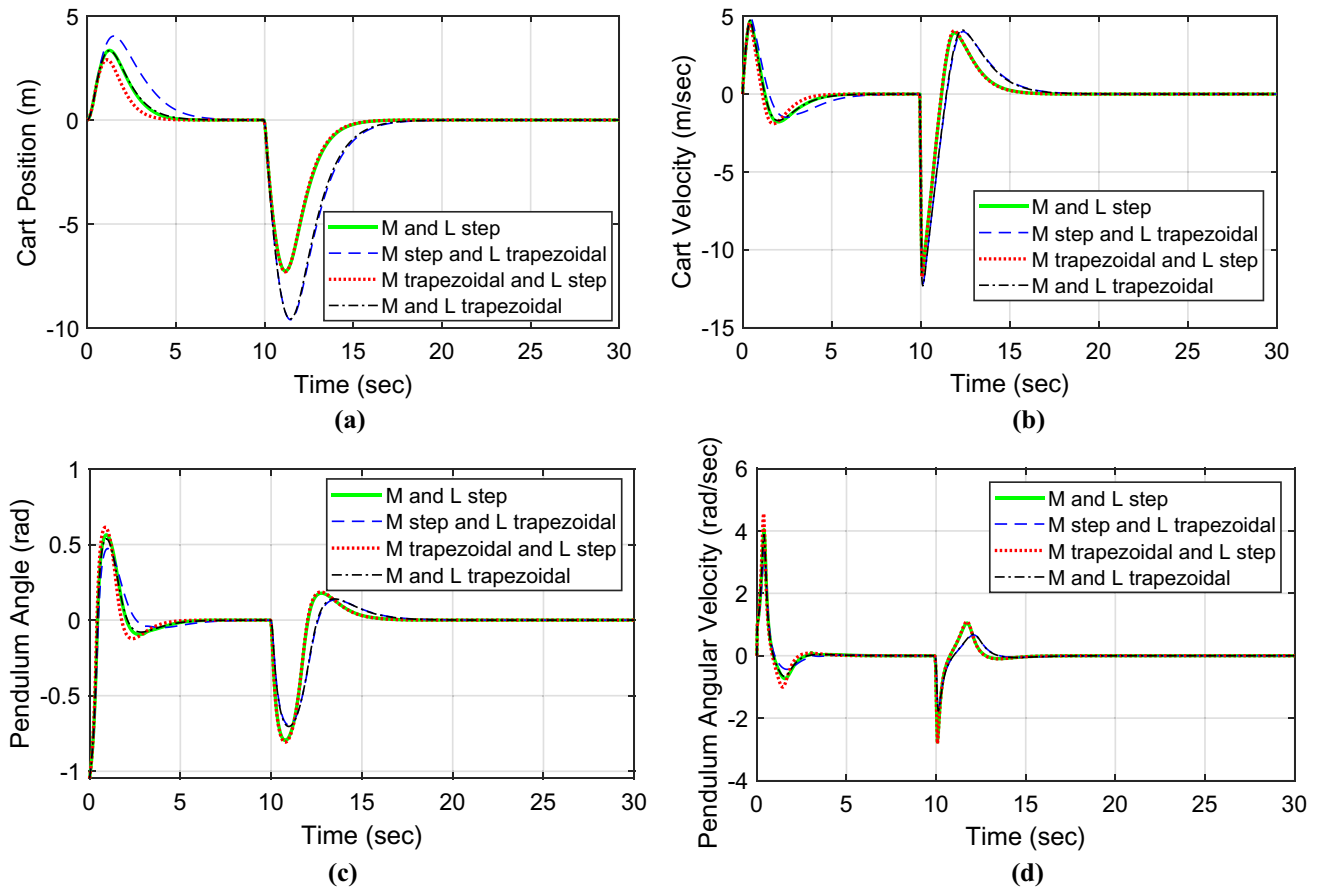 5
0
-5
-10
Cart Position (m)
M and L step
M step and L trapezoidal
M trapezoidal and L step
M and L trapezoidal
0 5 10 15 20 25 30
Time (sec)
(a)
5
0
-5
-10
-15
Cart Velocity (m/sec)
M and L step
M step and L trapezoidal
M trapezoidal and L step
M and L trapezoidal
0 5 10 15 20 25 30
Time (sec)
(b)
1
0.5
0
-0.5
-1
Pendulum Angle (rad)
M and L step
M step and L trapezoidal
M trapezoidal and L step
M and L trapezoidal
0 5 10 15 20 25 30
Time (sec)
(c)
6
4
2
0
-2
-4
Pendulum Angular Velocity (rad/sec)
M and L step
M step and L trapezoidal
M trapezoidal and L step
M and L trapezoidal
0 5 10 15 20 25 30
Time (sec)
(d)